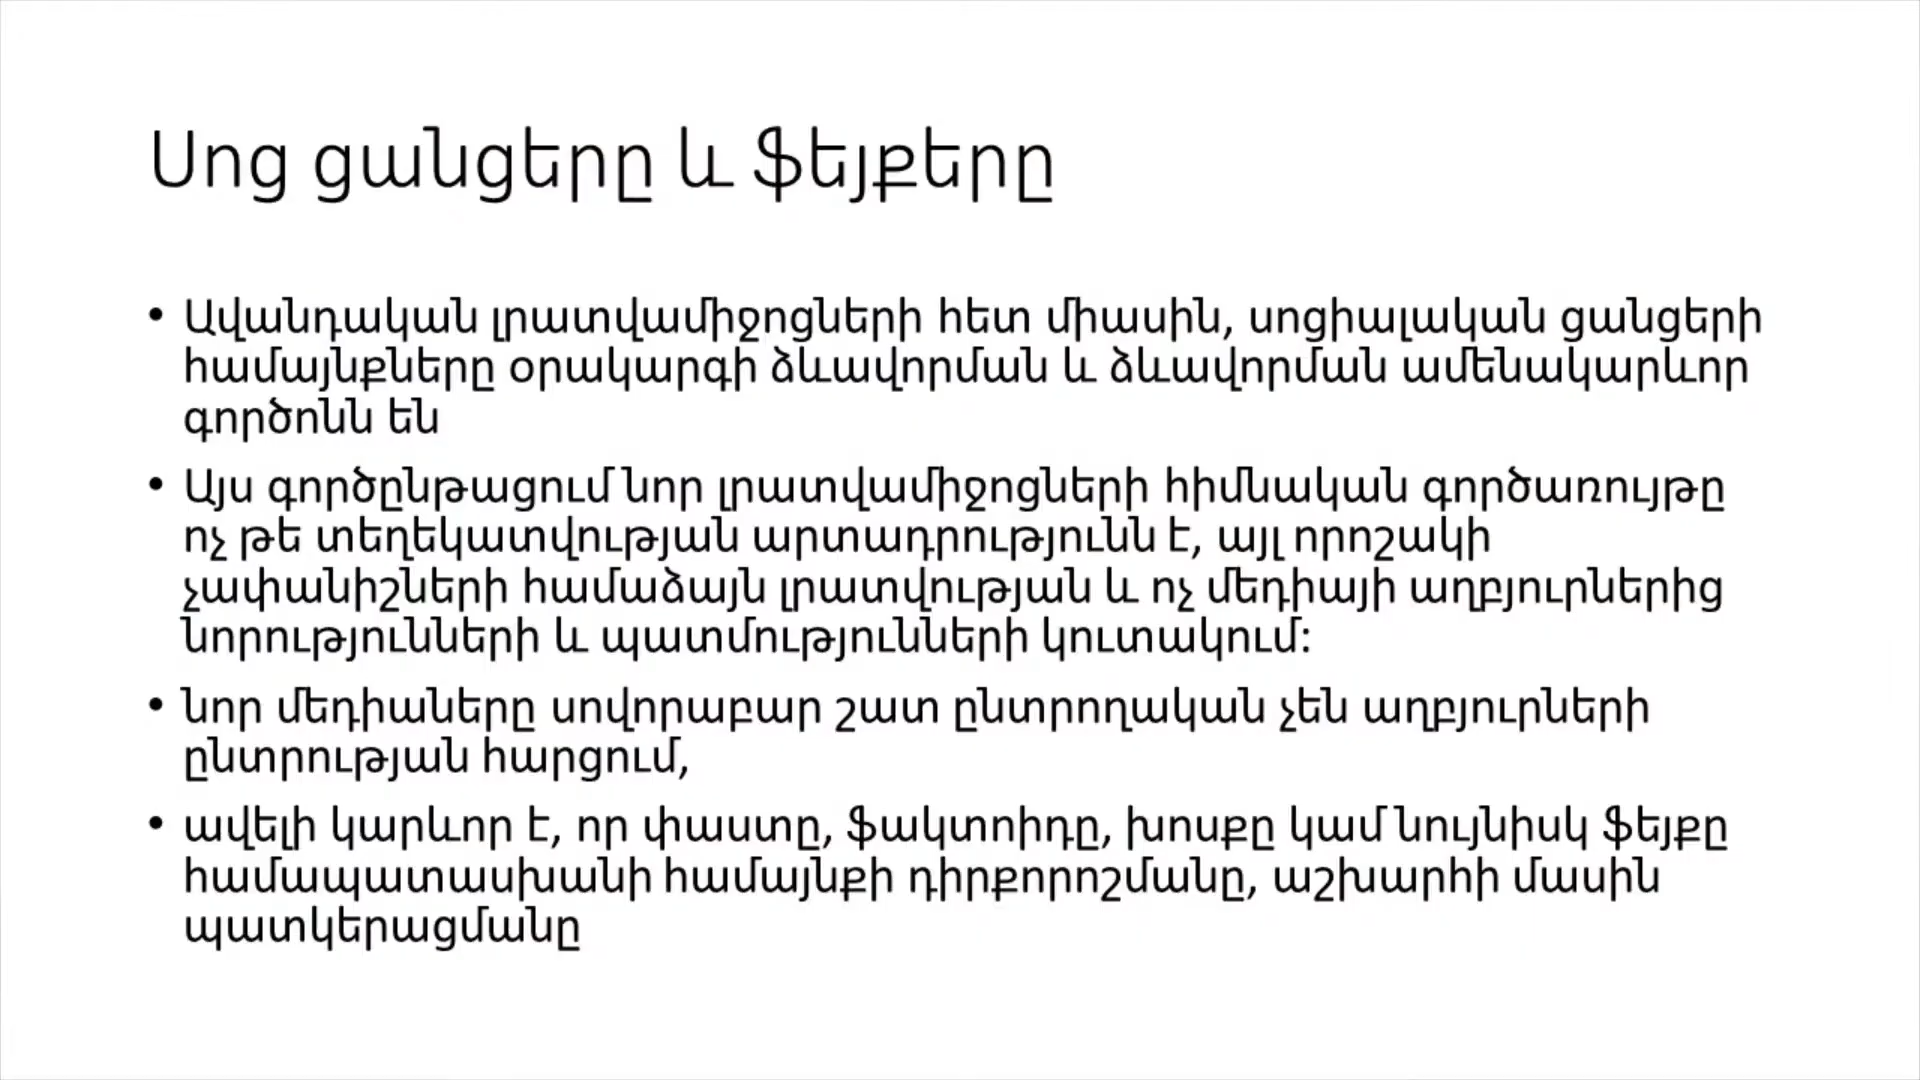 Սոց ցանցերը և ֆեյքերը
• Ավանդական լրատվամիջոցների հետ միասին, սոցիալական ցանցերի
համայնքները օրակարգի ձևավորման և ձևավորման ամենակարևոր
գործոնն են
• Այս գործընթացում նոր լրատվամիջոցների հիմնական գործառույթը
ոչ թե տեղեկատվության արտադրությունն է, այլ որոշակի
չափանիշների համաձայն լրատվության և ոչ մեդիայի աղբյուրներից
նորությունների և պատմությունների կուտակում:
• նոր մեդիաները սովորաբար շատ ընտրողական չեն աղբյուրների
ընտրության հարցում,
• ավելի կարևոր է, որ փաստը, ֆակտոիդը, խոսքը կամ նույնիսկ ֆեյքը
համապատասխանի համայնքի դիրքորոշմանը, աշխարհի մասին
պատկերացմանը